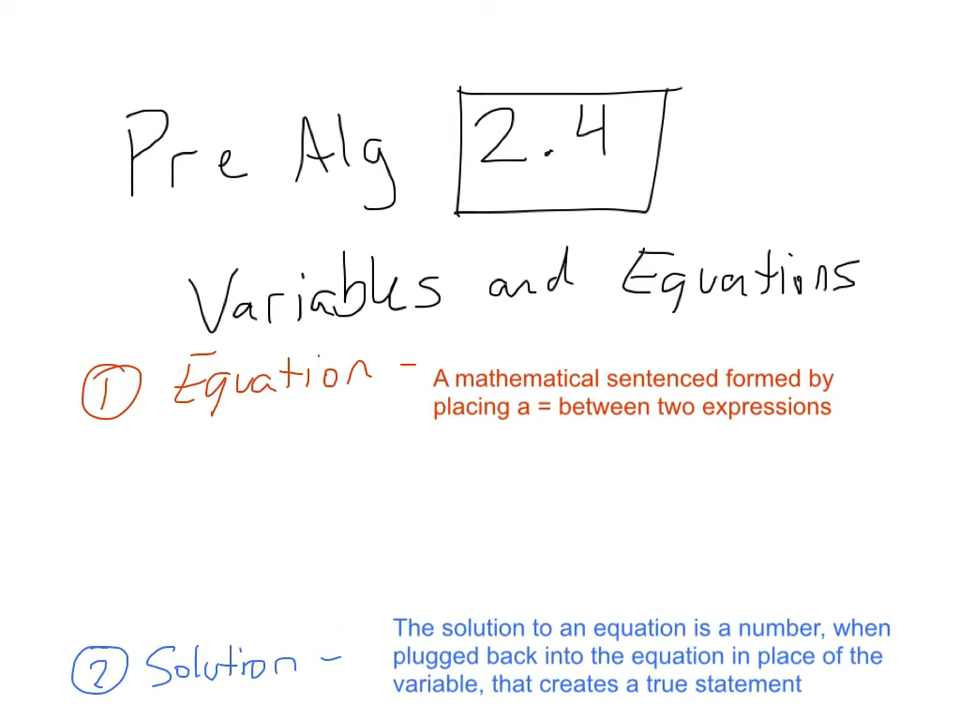 Pre Alg 2.4
Variables and Equations
1 Equation - A mathematical sentenced formed by
placing a = between two expressions
2 Solution - The solution to an equation is a number, when
plugged back into the equation in place of the
variable, that creates a true statement